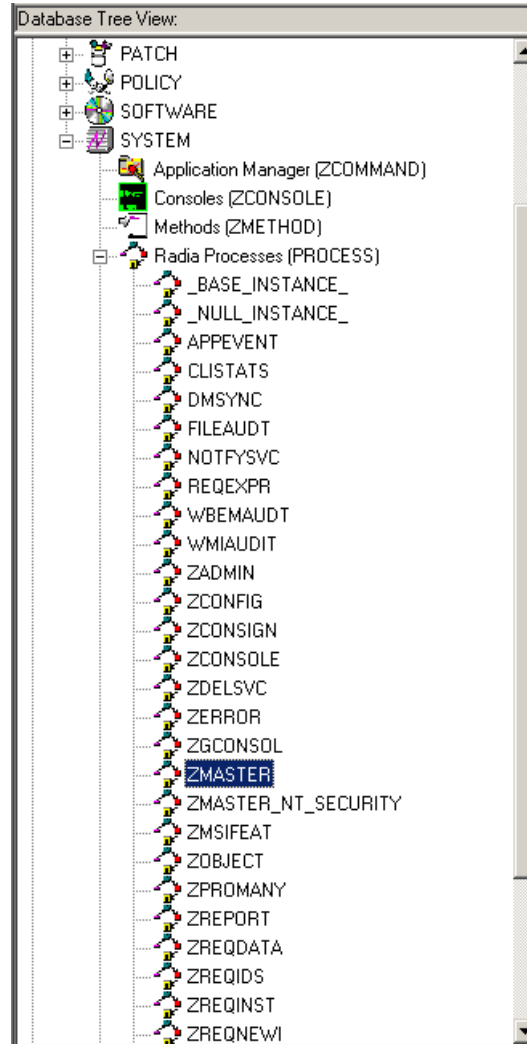 Database Tree View:
PATCH
POLICY
SOFTWARE
SYSTEM
Application Manager (ZCOMMAND)
Consoles (ZCONSOLE)
Methods (ZMETHOD)
Radia Processes (PROCESS)
_BASE_INSTANCE_
_NULL_INSTANCE_
APPEVENT
CLISTATS
DMSYNC
FILEAUDT
NOTFYSVC
REQEXPR
WBEMAUDT
WMIAUDIT
ZADMIN
ZCONFIG
ZCONSIGN
ZCONSOLE
ZDELSVC
ZERROR
ZGCONSOL
ZMASTER
ZMASTER_NT_SECURITY
ZMSIFEAT
ZOBJECT
ZPROMANY
ZREPORT
ZREQDATA
ZREQIDS
ZREQINST
ZREQNEWI